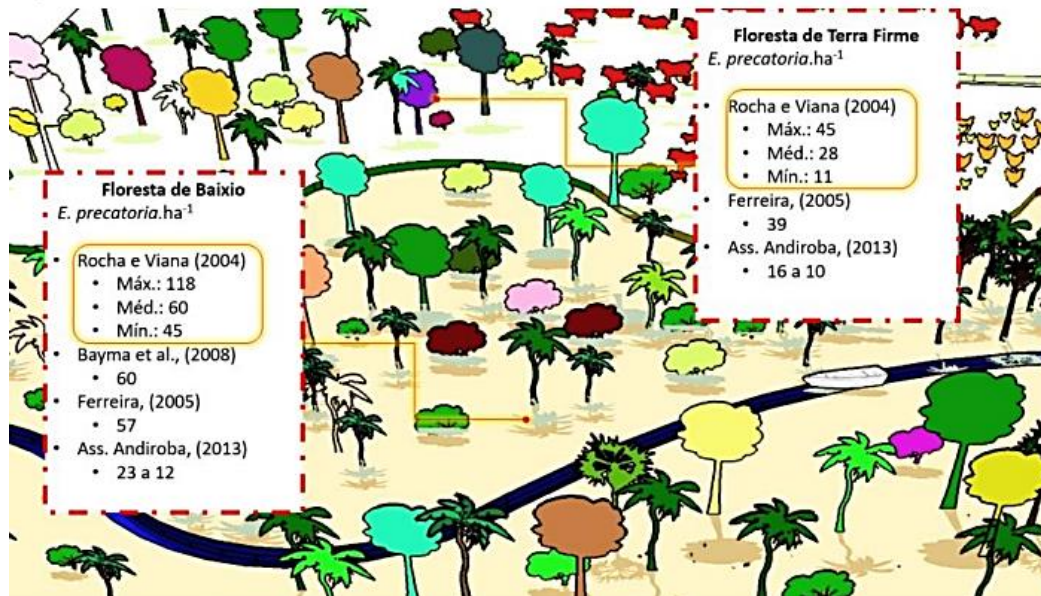 Floresta de Terra Firme
E. precatoria.ha⁻¹
• Rocha e Viana (2004)
• Máx.: 45
• Méd.: 28
• Mín.: 11
• Ferreira, (2005)
• 39
• Ass. Andiroba, (2013)
• 16 a 10
Floresta de Baixio
E. precatoria.ha⁻¹
• Rocha e Viana (2004)
• Máx.: 118
• Méd.: 60
• Mín.: 45
• Bayma et al., (2008)
• 60
• Ferreira, (2005)
• 57
• Ass. Andiroba, (2013)
• 23 a 12